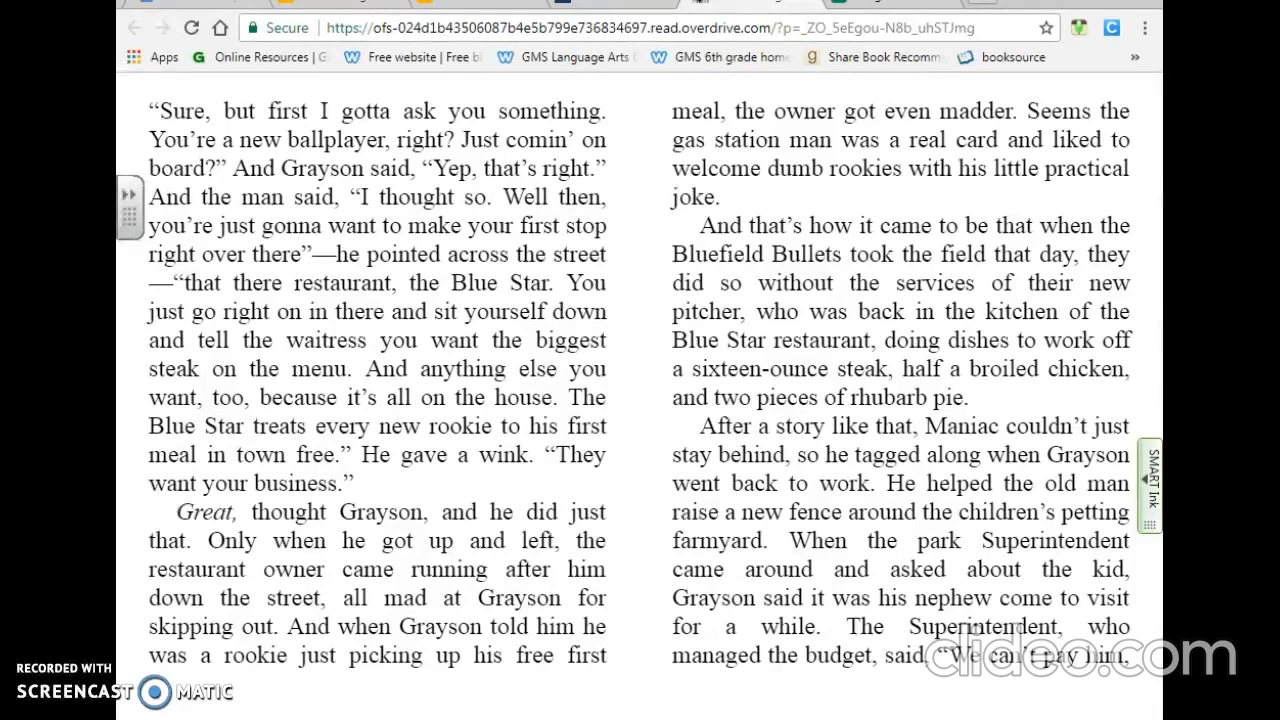 Secure
https://ofs-024d1b43506087b4e5b799e736834697.read.overdrive.com/?p=_ZO_5eEgou-N8b_uhSTJmg
Apps
Online Resources | G
Free website | Free b
GMS Language Arts
GMS 6th grade home
Share Book Recomm
booksource
»
“Sure, but first I gotta ask you something.
You’re a new ballplayer, right? Just comin’ on
board?” And Grayson said, “Yep, that’s right.”
And the man said, “I thought so. Well then,
you’re just gonna want to make your first stop
right over there”—he pointed across the street
—“that there restaurant, the Blue Star. You
just go right on in there and sit yourself down
and tell the waitress you want the biggest
steak on the menu. And anything else you
want, too, because it’s all on the house. The
Blue Star treats every new rookie to his first
meal in town free.” He gave a wink. “They
want your business.”
Great, thought Grayson, and he did just
that. Only when he got up and left, the
restaurant owner came running after him
down the street, all mad at Grayson for
skipping out. And when Grayson told him he
was a rookie just picking up his free first
meal, the owner got even madder. Seems the
gas station man was a real card and liked to
welcome dumb rookies with his little practical
joke.
And that’s how it came to be that when the
Bluefield Bullets took the field that day, they
did so without the services of their new
pitcher, who was back in the kitchen of the
Blue Star restaurant, doing dishes to work off
a sixteen-ounce steak, half a broiled chicken,
and two pieces of rhubarb pie.
After a story like that, Maniac couldn’t just
stay behind, so he tagged along when Grayson
went back to work. He helped the old man
raise a new fence around the children’s petting
farmyard. When the park Superintendent
came around and asked about the kid,
Grayson said it was his nephew come to visit
for a while. The Superintendent, who
managed the budget, said, “We can’t pay him,
SMART Ink
clideo.com
RECORDED WITH
SCREENCAST MATIC